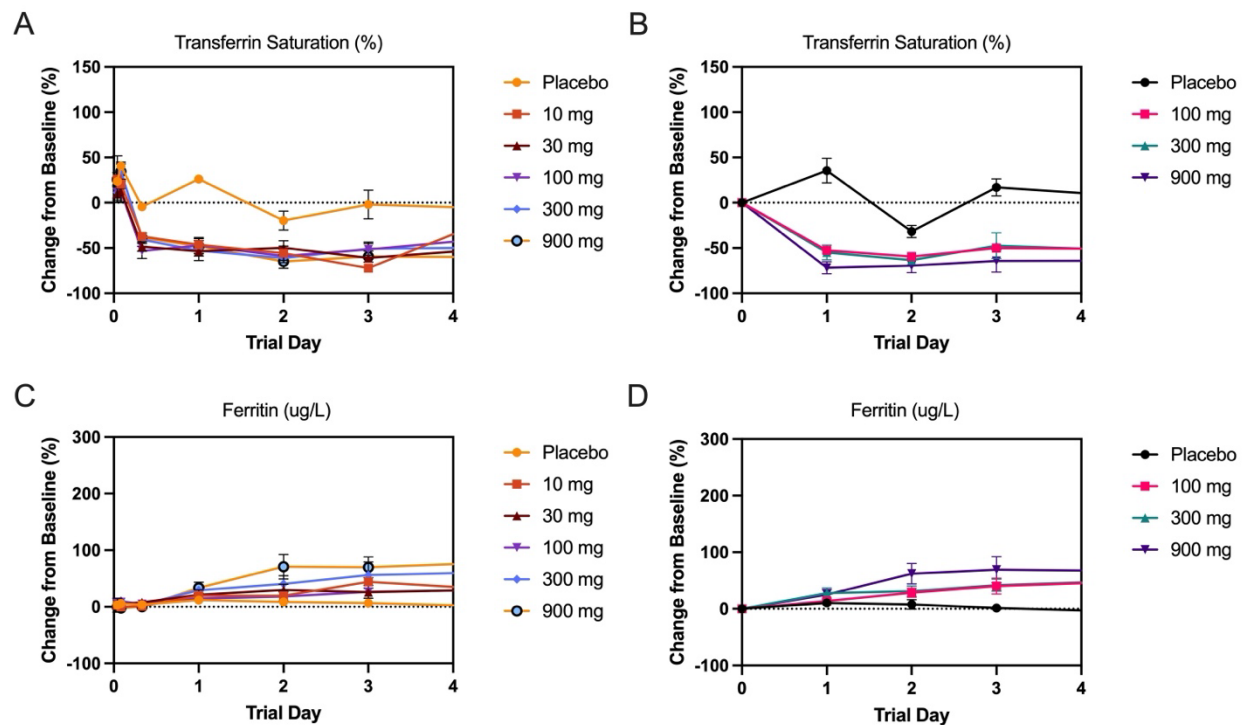 A
Transferrin Saturation (%)
Change from Baseline (%)
150
100
50
0
-50
-100
0 1 2 3 4
Trial Day
Placebo
10 mg
30 mg
100 mg
300 mg
900 mg
B
Transferrin Saturation (%)
Change from Baseline (%)
150
100
50
0
-50
-100
0 1 2 3 4
Trial Day
Placebo
100 mg
300 mg
900 mg
C
Ferritin (ug/L)
Change from Baseline (%)
300
200
100
0
-100
0 1 2 3 4
Trial Day
Placebo
10 mg
30 mg
100 mg
300 mg
900 mg
D
Ferritin (ug/L)
Change from Baseline (%)
300
200
100
0
-100
0 1 2 3 4
Trial Day
Placebo
100 mg
300 mg
900 mg